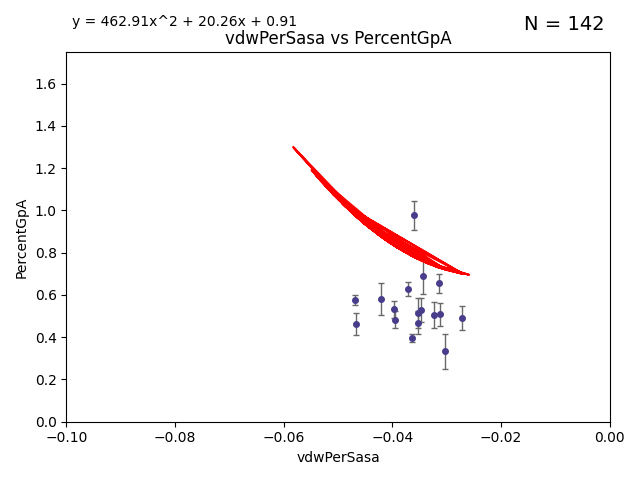 y = 462.91x^2 + 20.26x + 0.91
N = 142
vdwPerSasa vs PercentGpA
1.6
1.4
1.2
1.0
0.8
0.6
0.4
0.2
0.0
PercentGpA
−0.10 −0.08 −0.06 −0.04 −0.02 0.00
vdwPerSasa